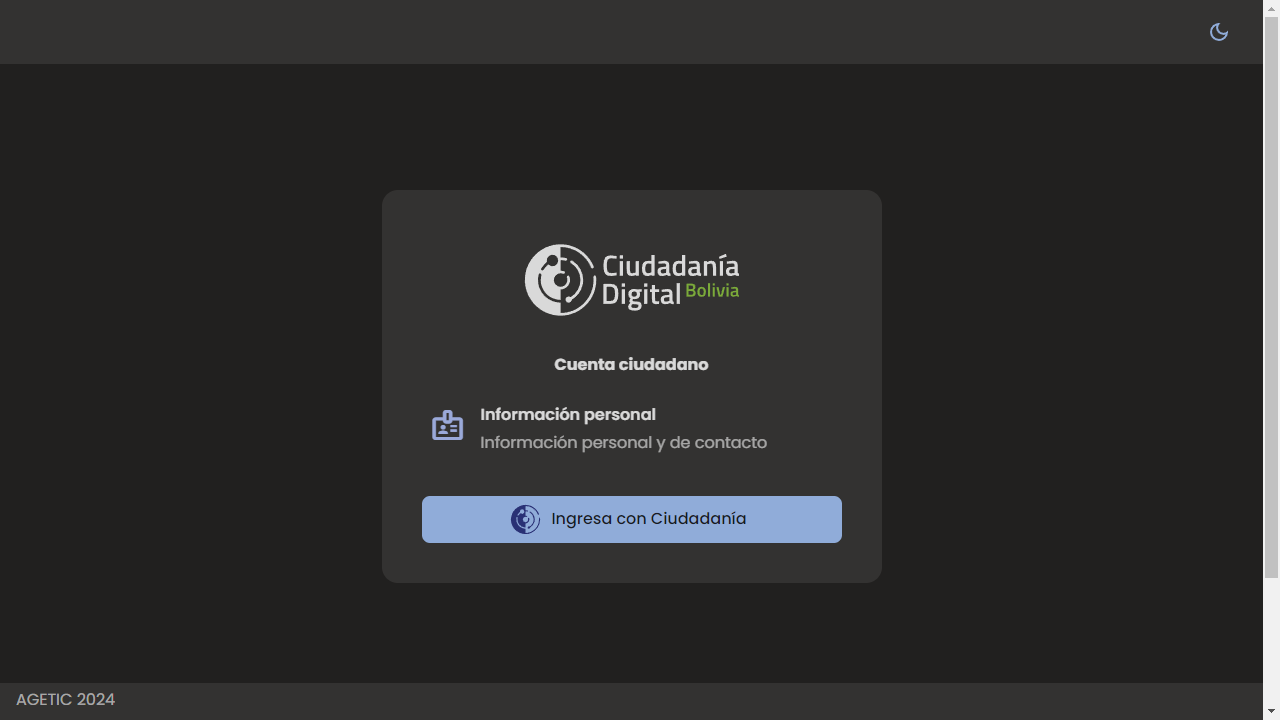 Ciudadanía
Digital Bolivia
Cuenta ciudadano
Información personal
Información personal y de contacto
Ingresa con Ciudadanía
AGETIC 2024